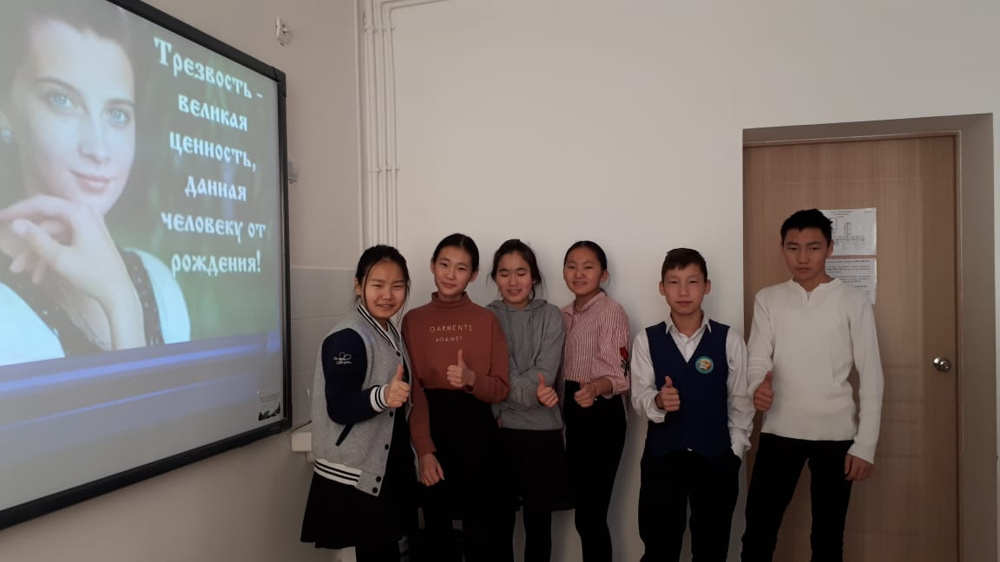 Трезвость -
великая
ценность,
данная
человеку от
рождения!
GARMENTS
AGAINST